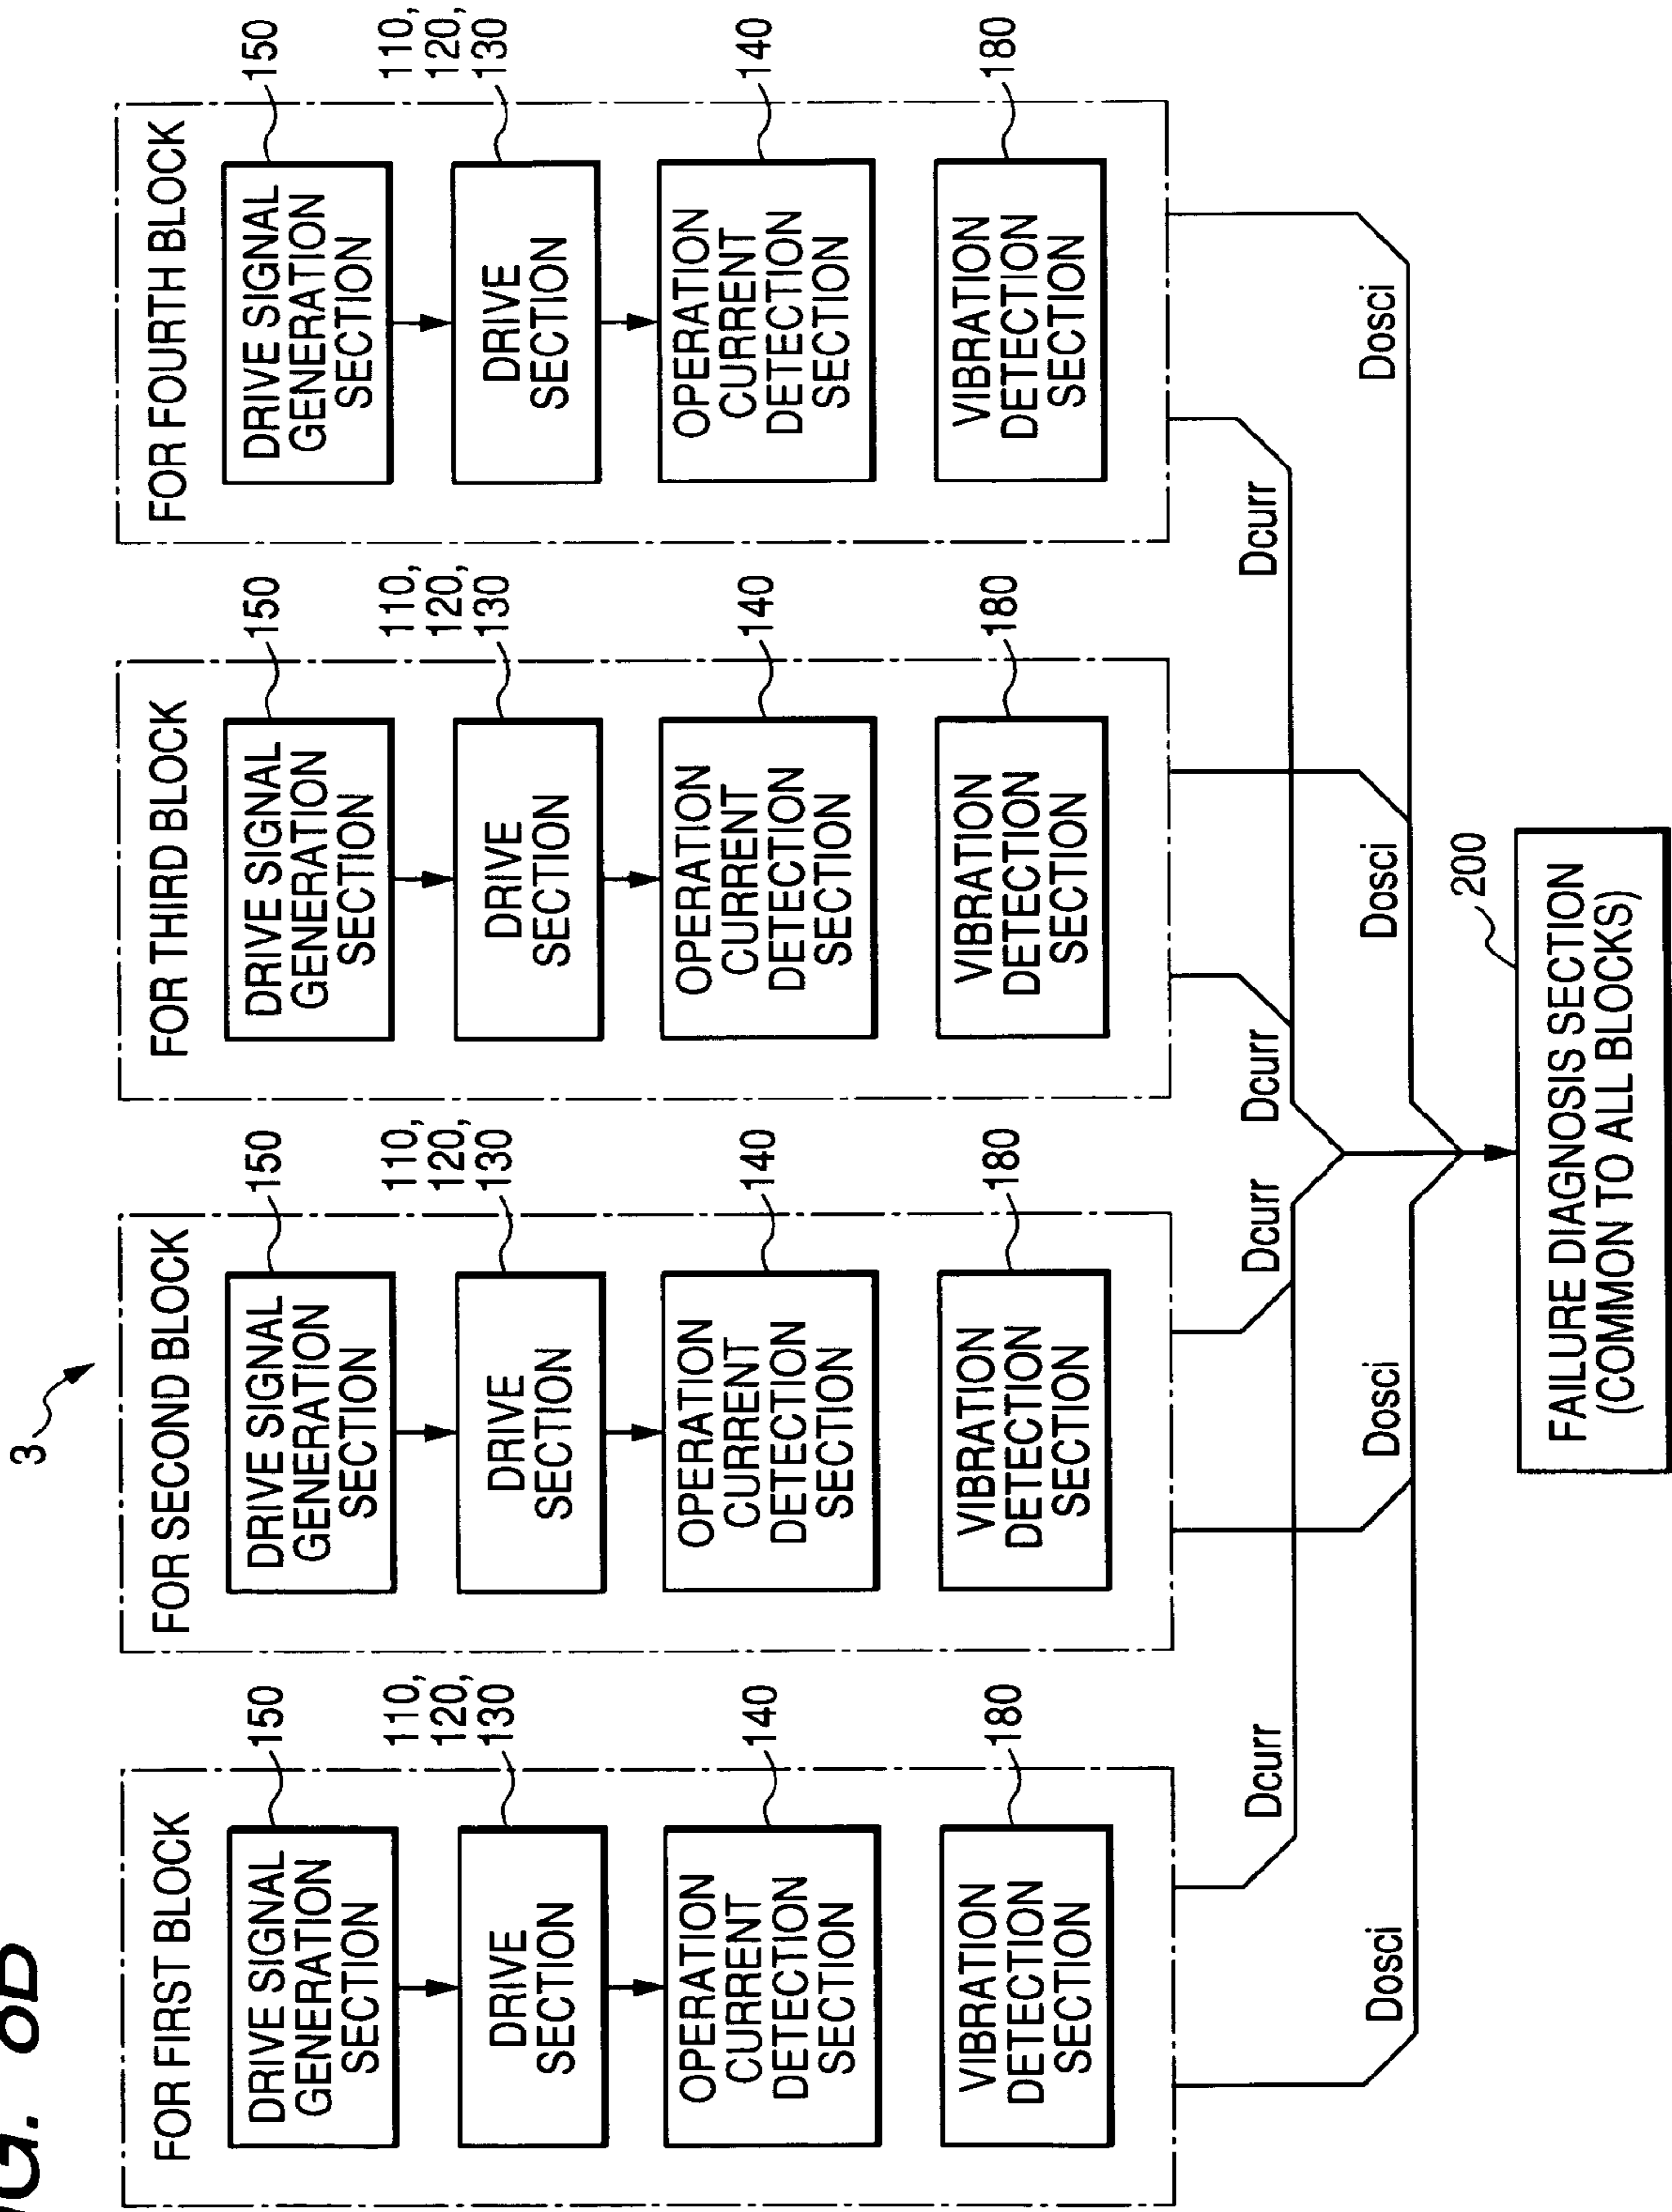 FIG. 8D
3
FOR FIRST BLOCK
150
DRIVE SIGNAL
GENERATION
SECTION
110,
120,
130
DRIVE
SECTION
140
OPERATION
CURRENT
DETECTION
SECTION
180
VIBRATION
DETECTION
SECTION
FOR SECOND BLOCK
150
DRIVE SIGNAL
GENERATION
SECTION
110,
120,
130
DRIVE
SECTION
140
OPERATION
CURRENT
DETECTION
SECTION
180
VIBRATION
DETECTION
SECTION
FOR THIRD BLOCK
150
DRIVE SIGNAL
GENERATION
SECTION
110,
120,
130
DRIVE
SECTION
140
OPERATION
CURRENT
DETECTION
SECTION
180
VIBRATION
DETECTION
SECTION
FOR FOURTH BLOCK
150
DRIVE SIGNAL
GENERATION
SECTION
110,
120,
130
DRIVE
SECTION
140
OPERATION
CURRENT
DETECTION
SECTION
180
VIBRATION
DETECTION
SECTION
Dcurr
Dcurr
Dcurr
Dcurr
Dosci
Dosci
Dosci
Dosci
200
FAILURE DIAGNOSIS SECTION
(COMMON TO ALL BLOCKS)